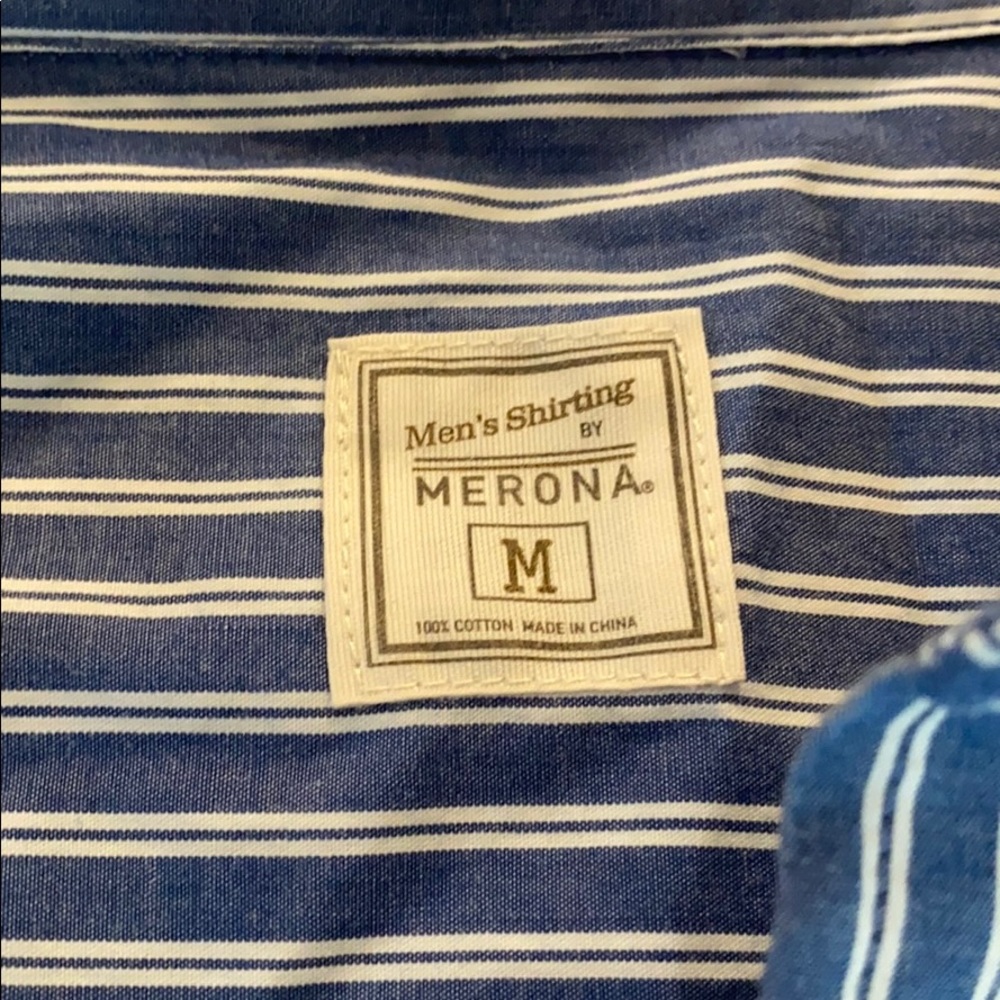 Men's Shirting
BY
MERONA®
M
100% COTTON MADE IN CHINA